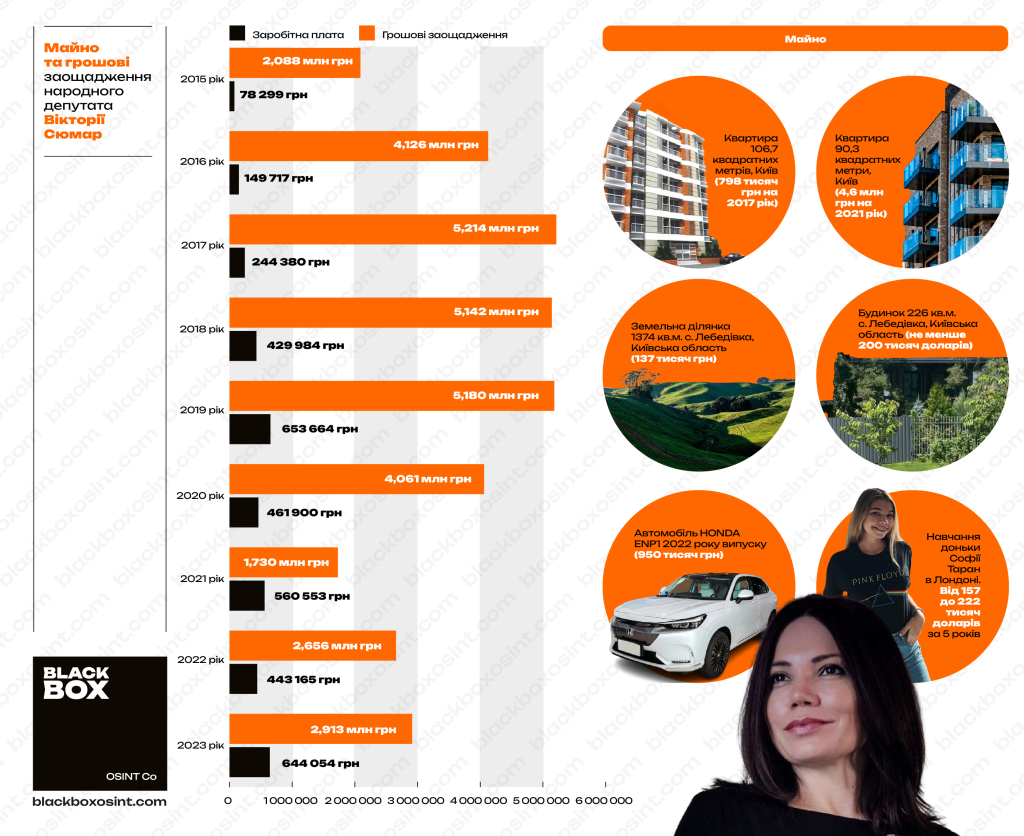 Майно
та грошові
заощадження
народного
депутата
Вікторії
Сюмар
Заробітна плата
Грошові заощадження
2015 рік
2,088 млн грн
78 299 грн
2016 рік
4,126 млн грн
149 717 грн
2017 рік
5,214 млн грн
244 380 грн
2018 рік
5,142 млн грн
429 984 грн
2019 рік
5,180 млн грн
653 664 грн
2020 рік
4,061 млн грн
461 900 грн
2021 рік
1,730 млн грн
560 553 грн
2022 рік
2,656 млн грн
443 165 грн
2023 рік
2,913 млн грн
644 054 грн
0
1 000 000
2 000 000
3 000 000
4 000 000
5 000 000
6 000 000
Майно
Квартира
106,7
квадратних
метрів, Київ
(798 тисяч
грн на
2017 рік)
Квартира
90,3
квадратних
метри,
Київ
(4,6 млн
грн на
2021 рік)
Земельна ділянка
1374 кв.м. с. Лебедівка,
Київська область
(137 тисяч грн)
Будинок 226 кв.м.
с. Лебедівка, Київська
область (не менше
200 тисяч доларів)
Автомобіль HONDA
ENP1 2022 року випуску
(950 тисяч грн)
Навчання
доньки
Софії
Таран
в Лондоні.
Від 157
до 222
тисяч
доларів
за 5 років
PINK FLOYD
BLACK
BOX
OSINT Co
blackboxosint.com